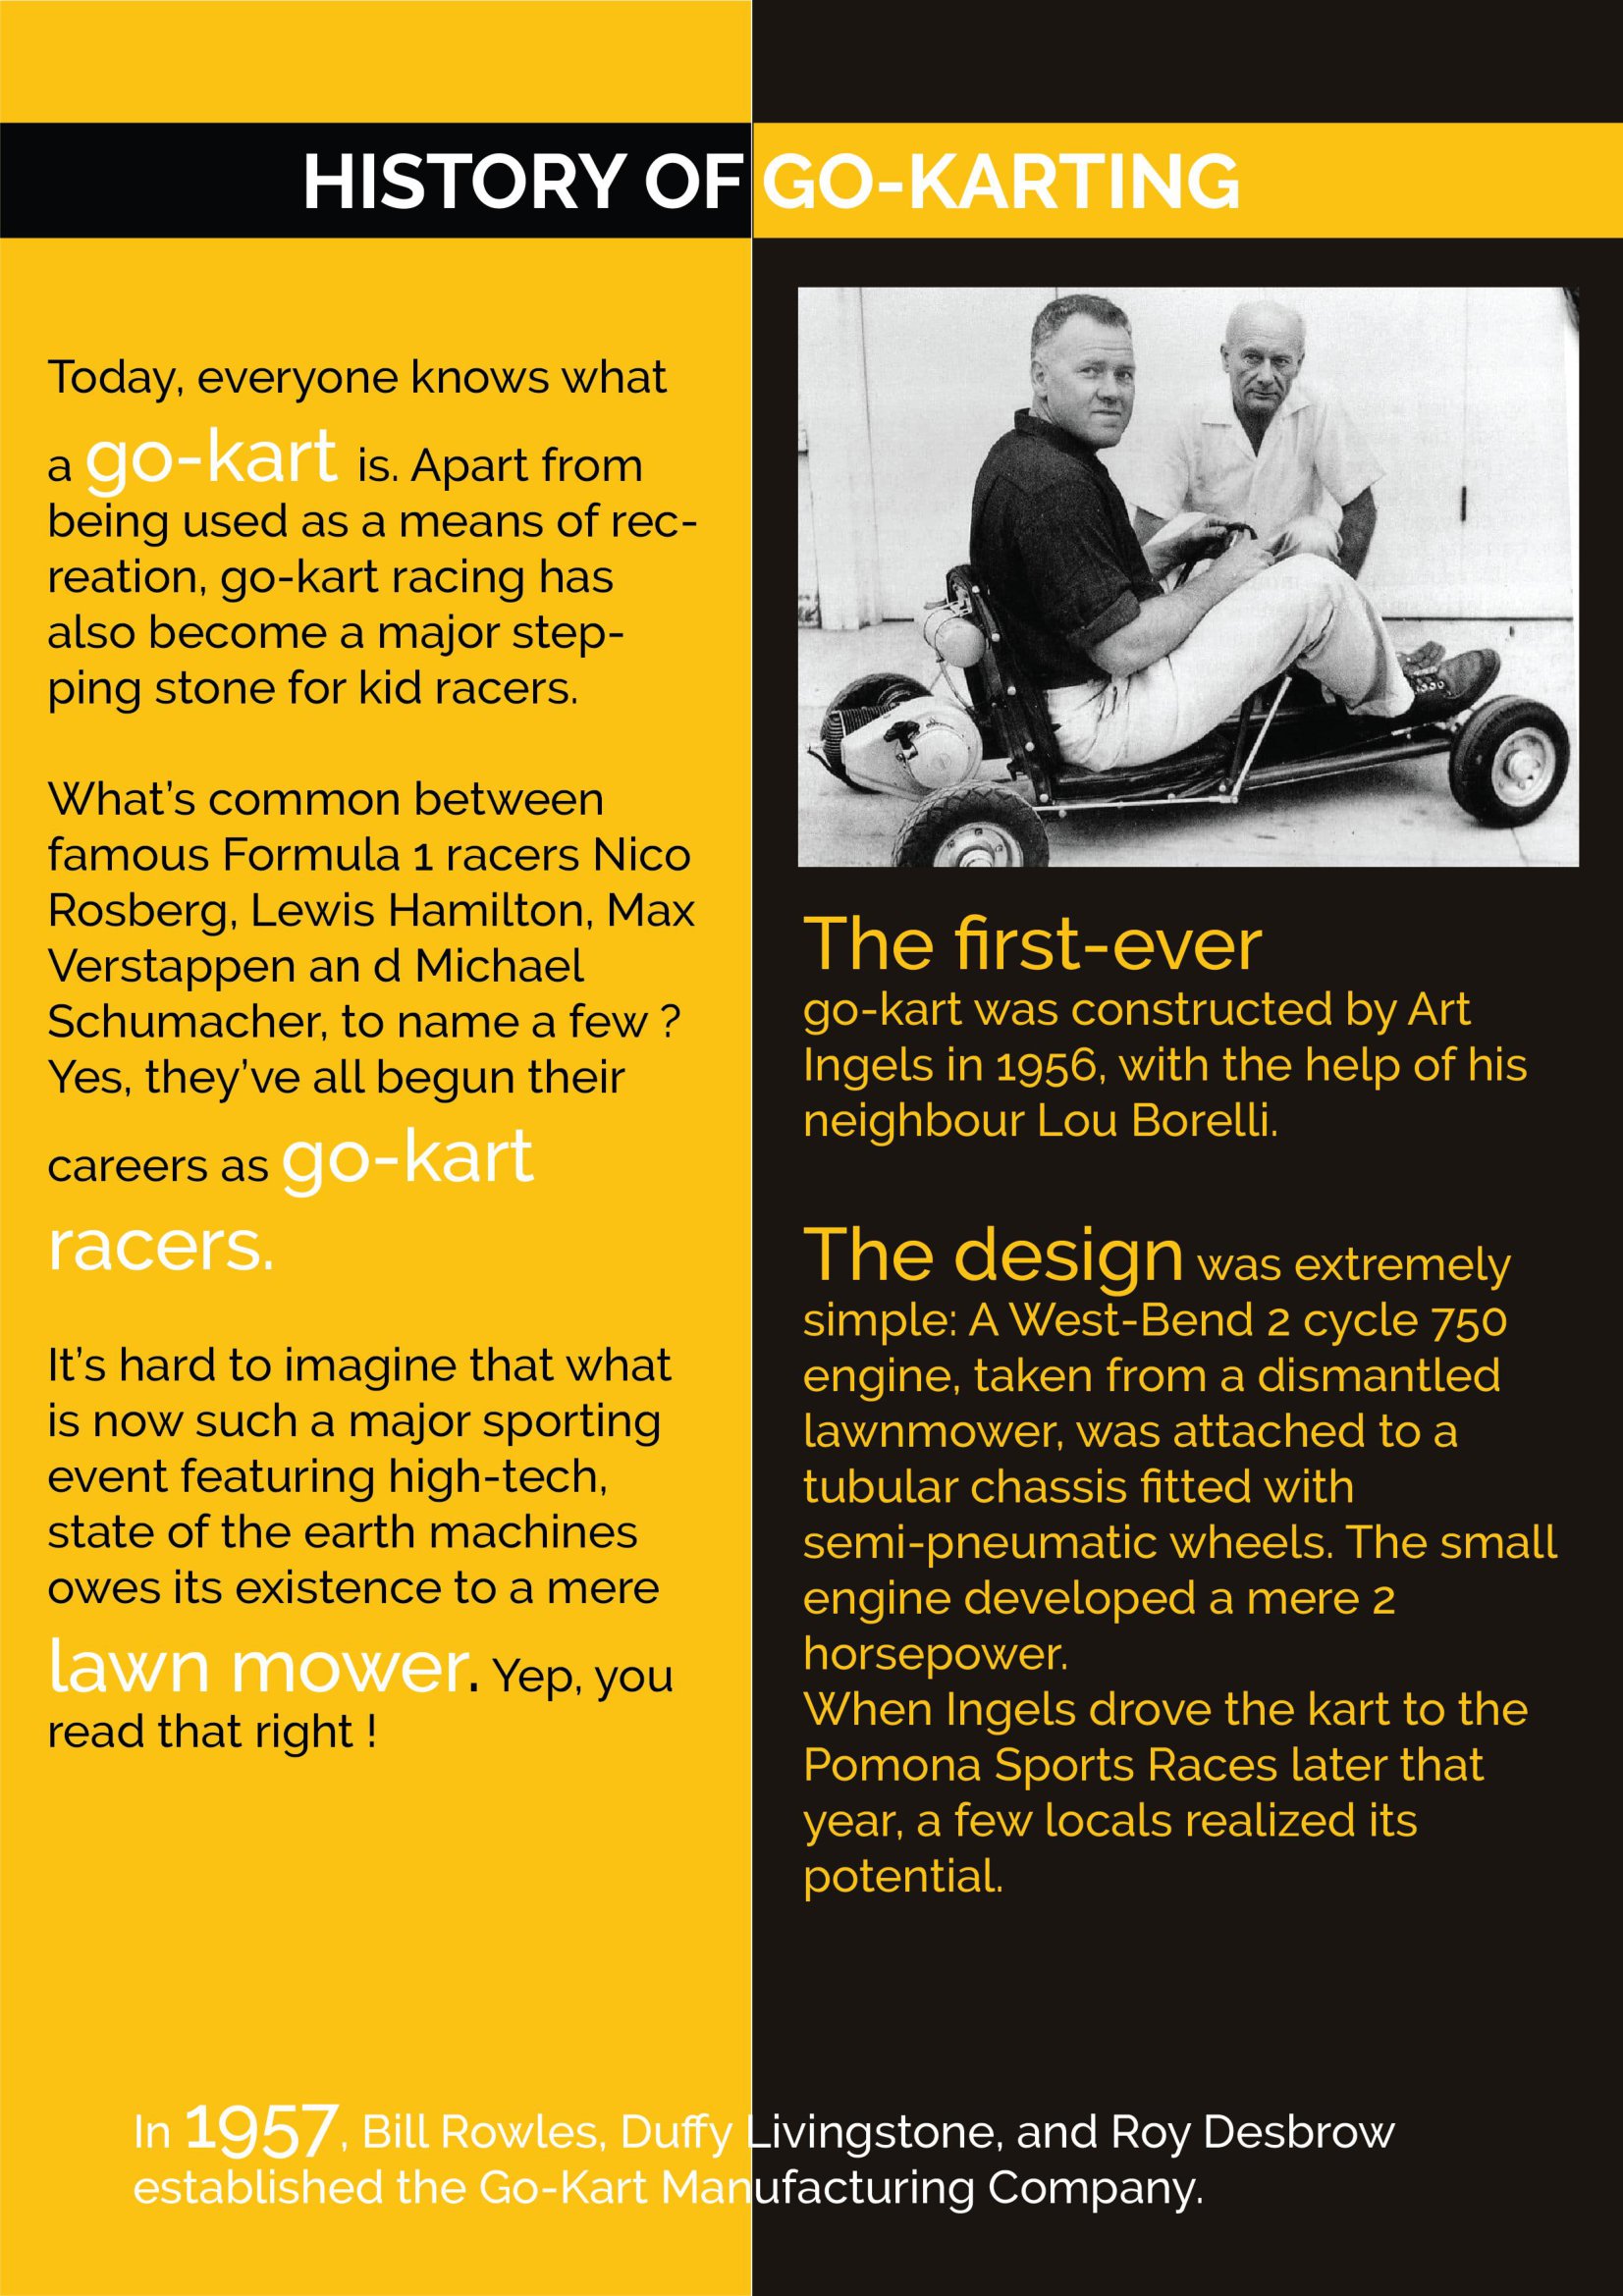 HISTORY OF GO-KARTING
Today, everyone knows what
a go-kart is. Apart from
being used as a means of rec-
reation, go-kart racing has
also become a major step-
ping stone for kid racers.
What's common between
famous Formula 1 racers Nico
Rosberg, Lewis Hamilton, Max
Verstappen an d Michael
Schumacher, to name a few ?
Yes, they've all begun their
careers as go-kart
racers.
It's hard to imagine that what
is now such a major sporting
event featuring high-tech,
state of the earth machines
owes its existence to a mere
lawn mower. Yep, you
read that right !
The first-ever
go-kart was constructed by Art
Ingels in 1956, with the help of his
neighbour Lou Borelli.
The design was extremely
simple: A West-Bend 2 cycle 750
engine, taken from a dismantled
lawnmower, was attached to a
tubular chassis fitted with
semi-pneumatic wheels. The small
engine developed a mere 2
horsepower.
When Ingels drove the kart to the
Pomona Sports Races later that
year, a few locals realized its
potential.
In 1957, Bill Rowles, Duffy Livingstone, and Roy Desbrow
established the Go-Kart Manufacturing Company.